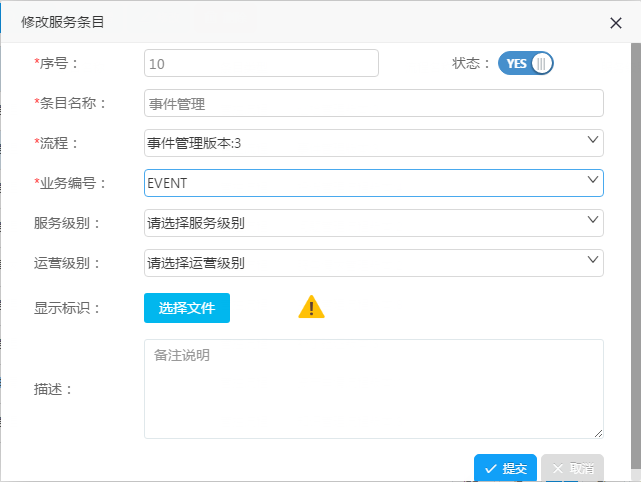 修改服务条目
*序号： 10 状态： YES
*条目名称： 事件管理
*流程： 事件管理版本:3
*业务编号： EVENT
服务级别： 请选择服务级别
运营级别： 请选择运营级别
显示标识： 选择文件
备注说明
描述：
提交 取消